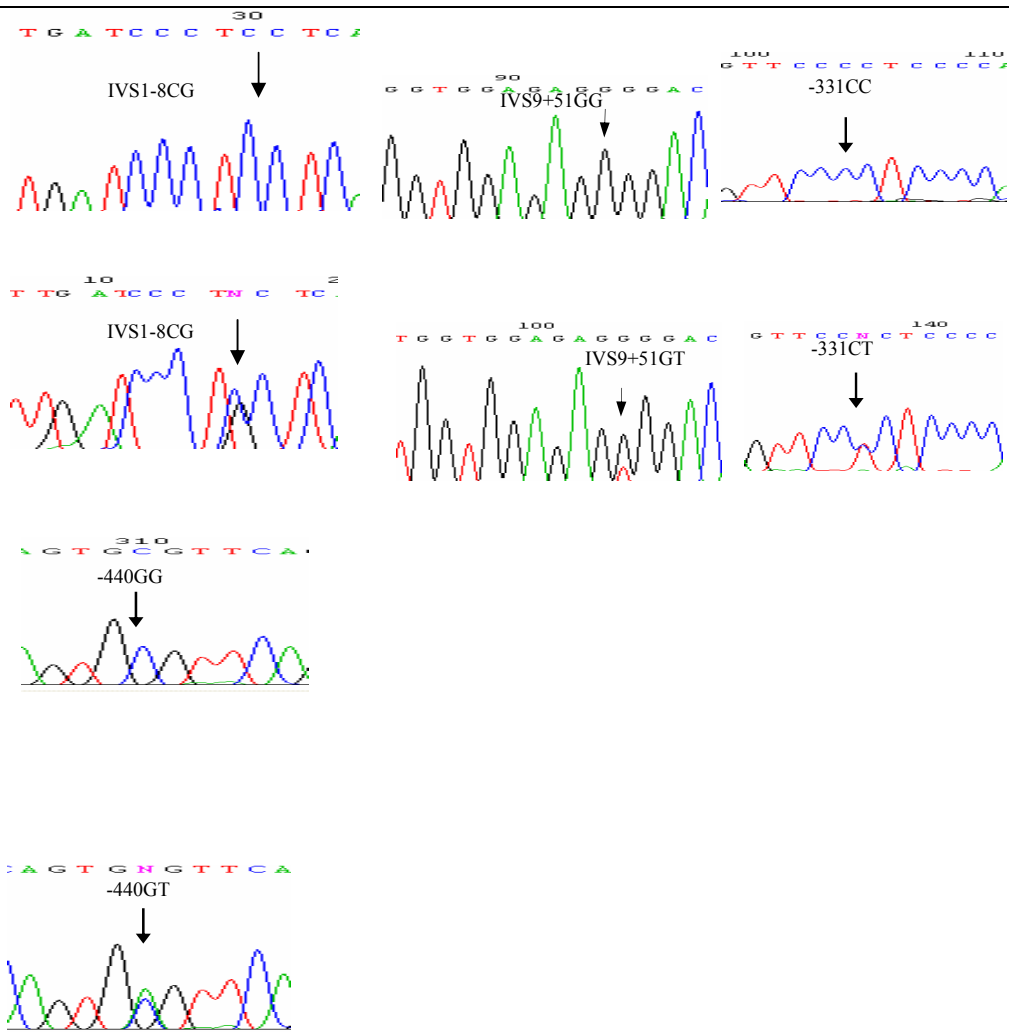 30
T G A T C C C T C C T C A
IVS1-8CG
90
G G T G G A G A G G G G A C
IVS9+51GG
100 110
G T T C C C C T C C C C A
-331CC
10 2
T T G A T C C C T N C T C
IVS1-8CG
100
T G G T G G A G A G G G G A C
IVS9+51GT
140
G T T C C N C T C C C C
-331CT
310
A G T G C G T T C A
-440GG
C A G T G N G T T C A
-440GT